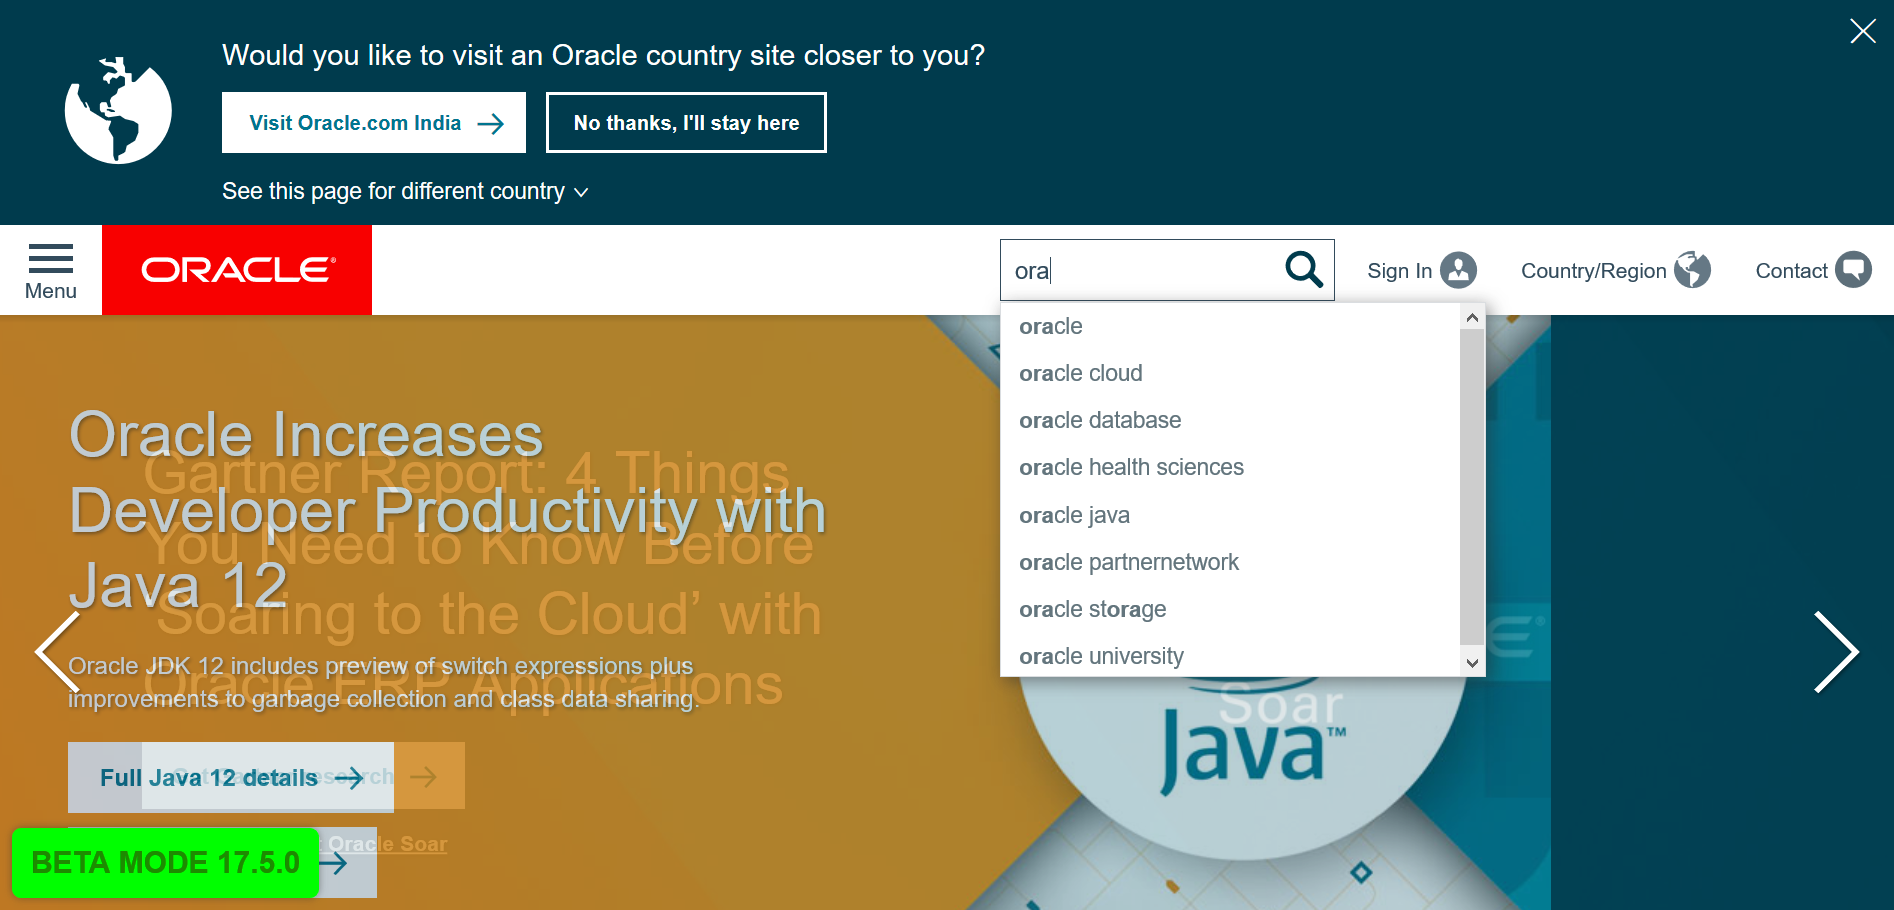 Would you like to visit an Oracle country site closer to you?
Visit Oracle.com India
No thanks, I'll stay here
See this page for different country
Menu
ORACLE®
ora
Sign In
Country/Region
Contact
oracle
oracle cloud
oracle database
oracle health sciences
oracle java
oracle partnernetwork
oracle storage
oracle university
Oracle Increases
Developer Productivity with
Java 12
Gartner Report: 4 Things
You Need to Know Before
'Soaring to the Cloud’ with
Oracle ERP Applications
Oracle JDK 12 includes preview of switch expressions plus
improvements to garbage collection and class data sharing.
Full Java 12 details
Oracle Soar
BETA MODE 17.5.0
Soar
Java™